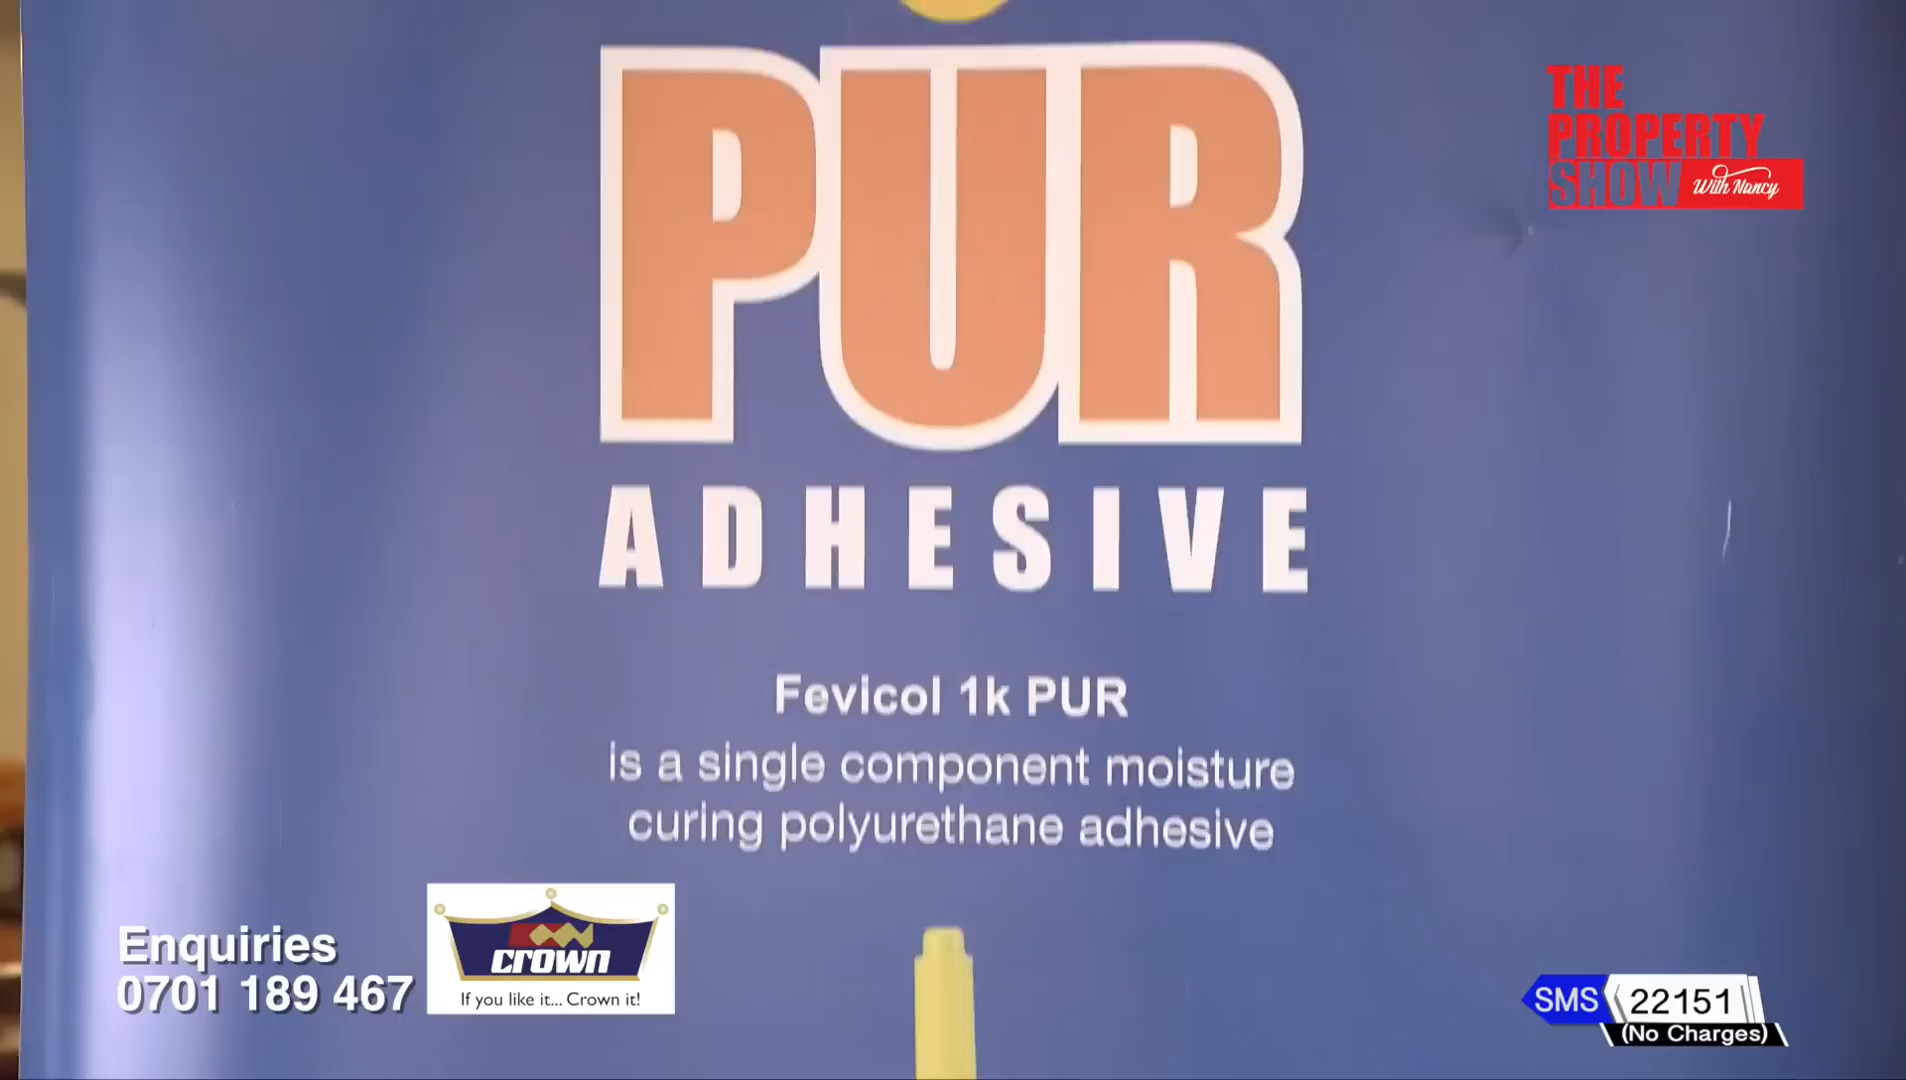 PUR
ADHESIVE
Fevicol 1k PUR
is a single component moisture
curing polyurethane adhesive
THE
PROPERTY
SHOW With Nancy
Enquiries
0701 189 467
crown
If you like it... Crown it!
SMS 22151
(No Charges)